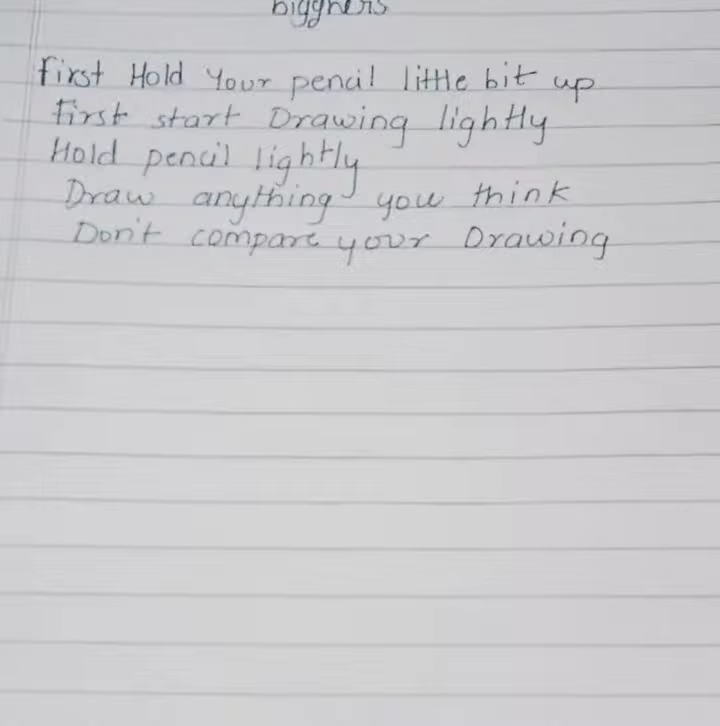 bigghers
first Hold Your pencil little bit up
first start Drawing lightly
Hold pencil lightly
Draw anything you think
Don't compare your Drawing